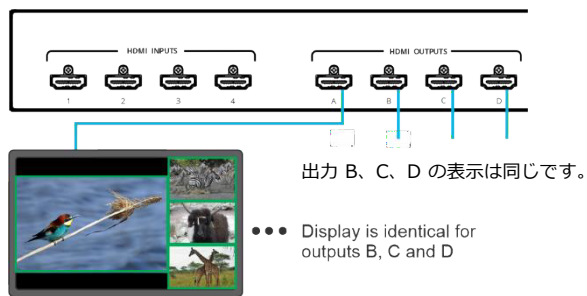 HDMI INPUTS
HDMI OUTPUTS
1 2 3 4 A B C D
出力 B、C、D の表示は同じです。
Display is identical for
outputs B, C and D